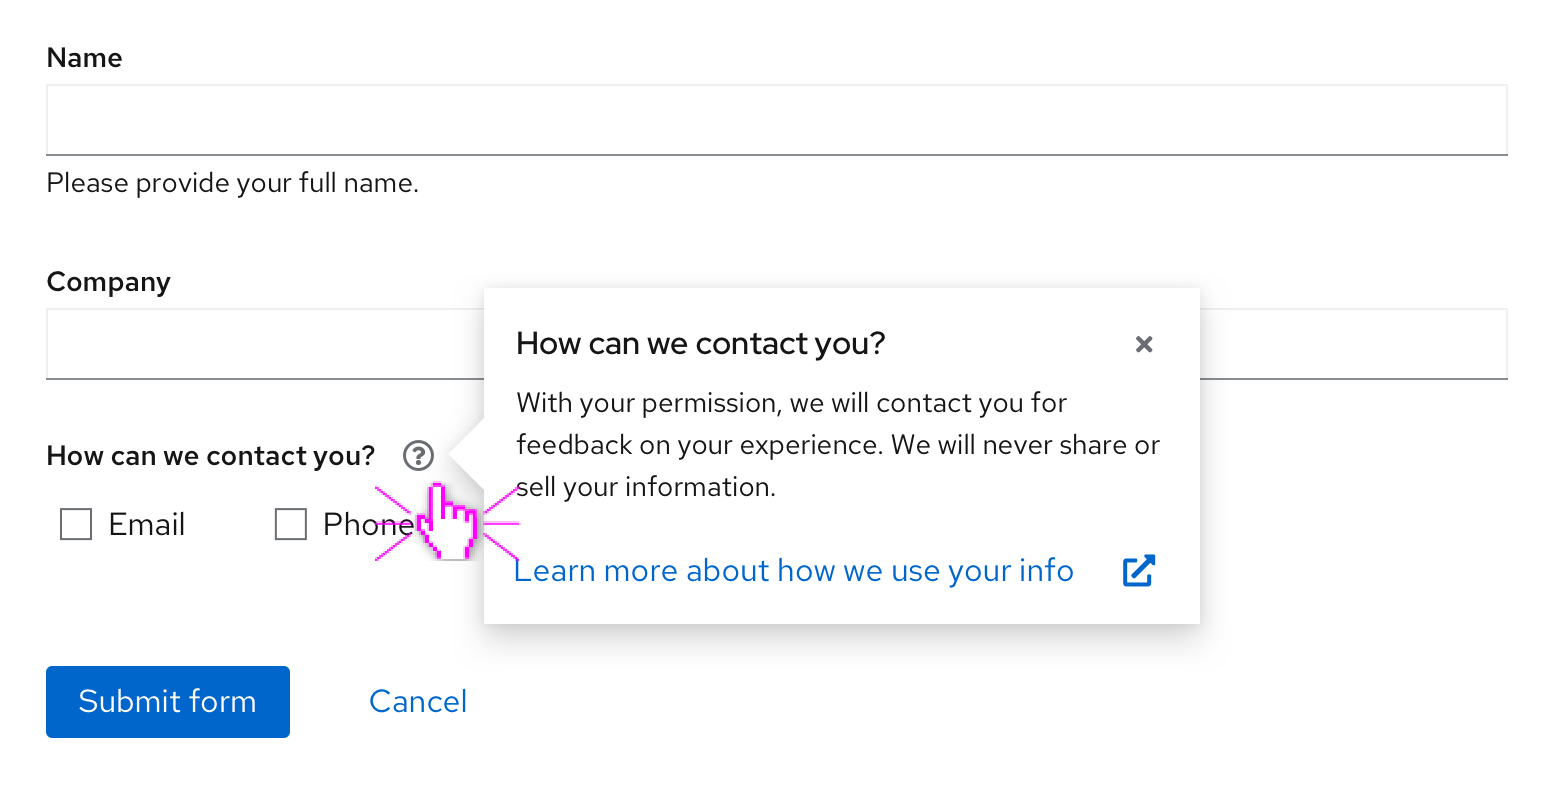 Name
Please provide your full name.
Company
How can we contact you?
Email
Phone
How can we contact you?
With your permission, we will contact you for
feedback on your experience. We will never share or
sell your information.
Learn more about how we use your info
Submit form
Cancel